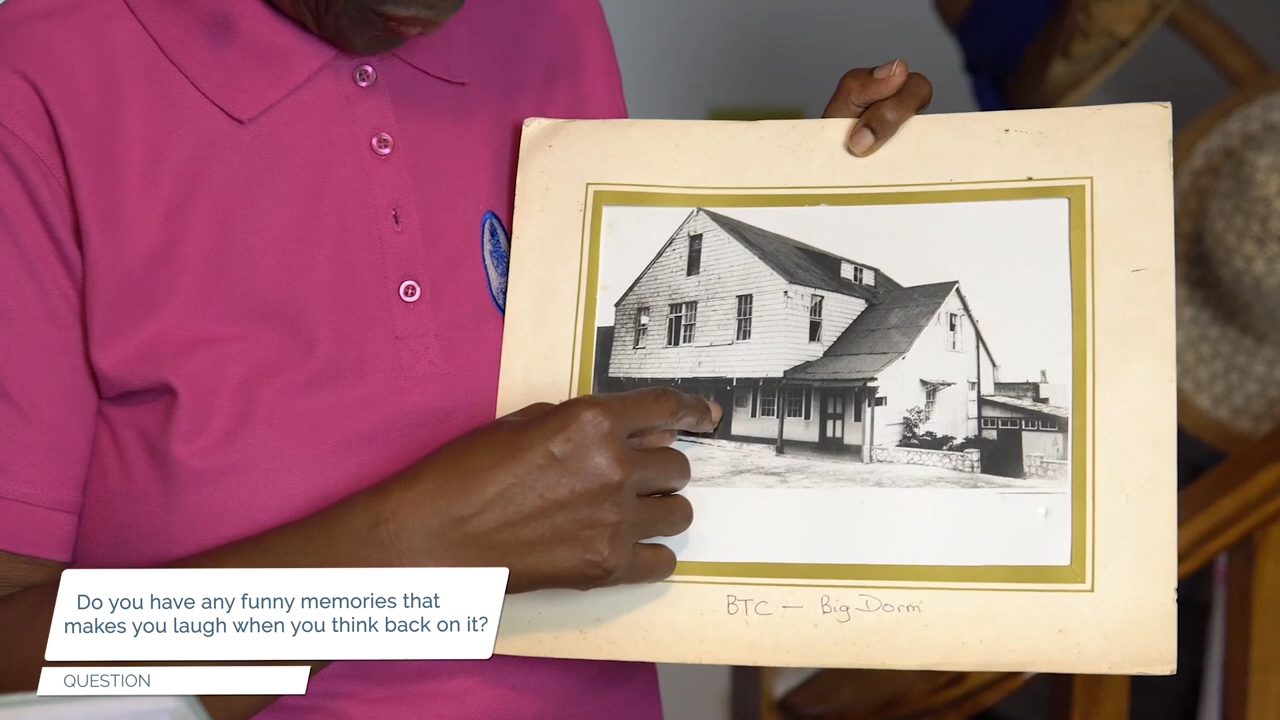 BTC — Big Dorm
Do you have any funny memories that
makes you laugh when you think back on it?
QUESTION